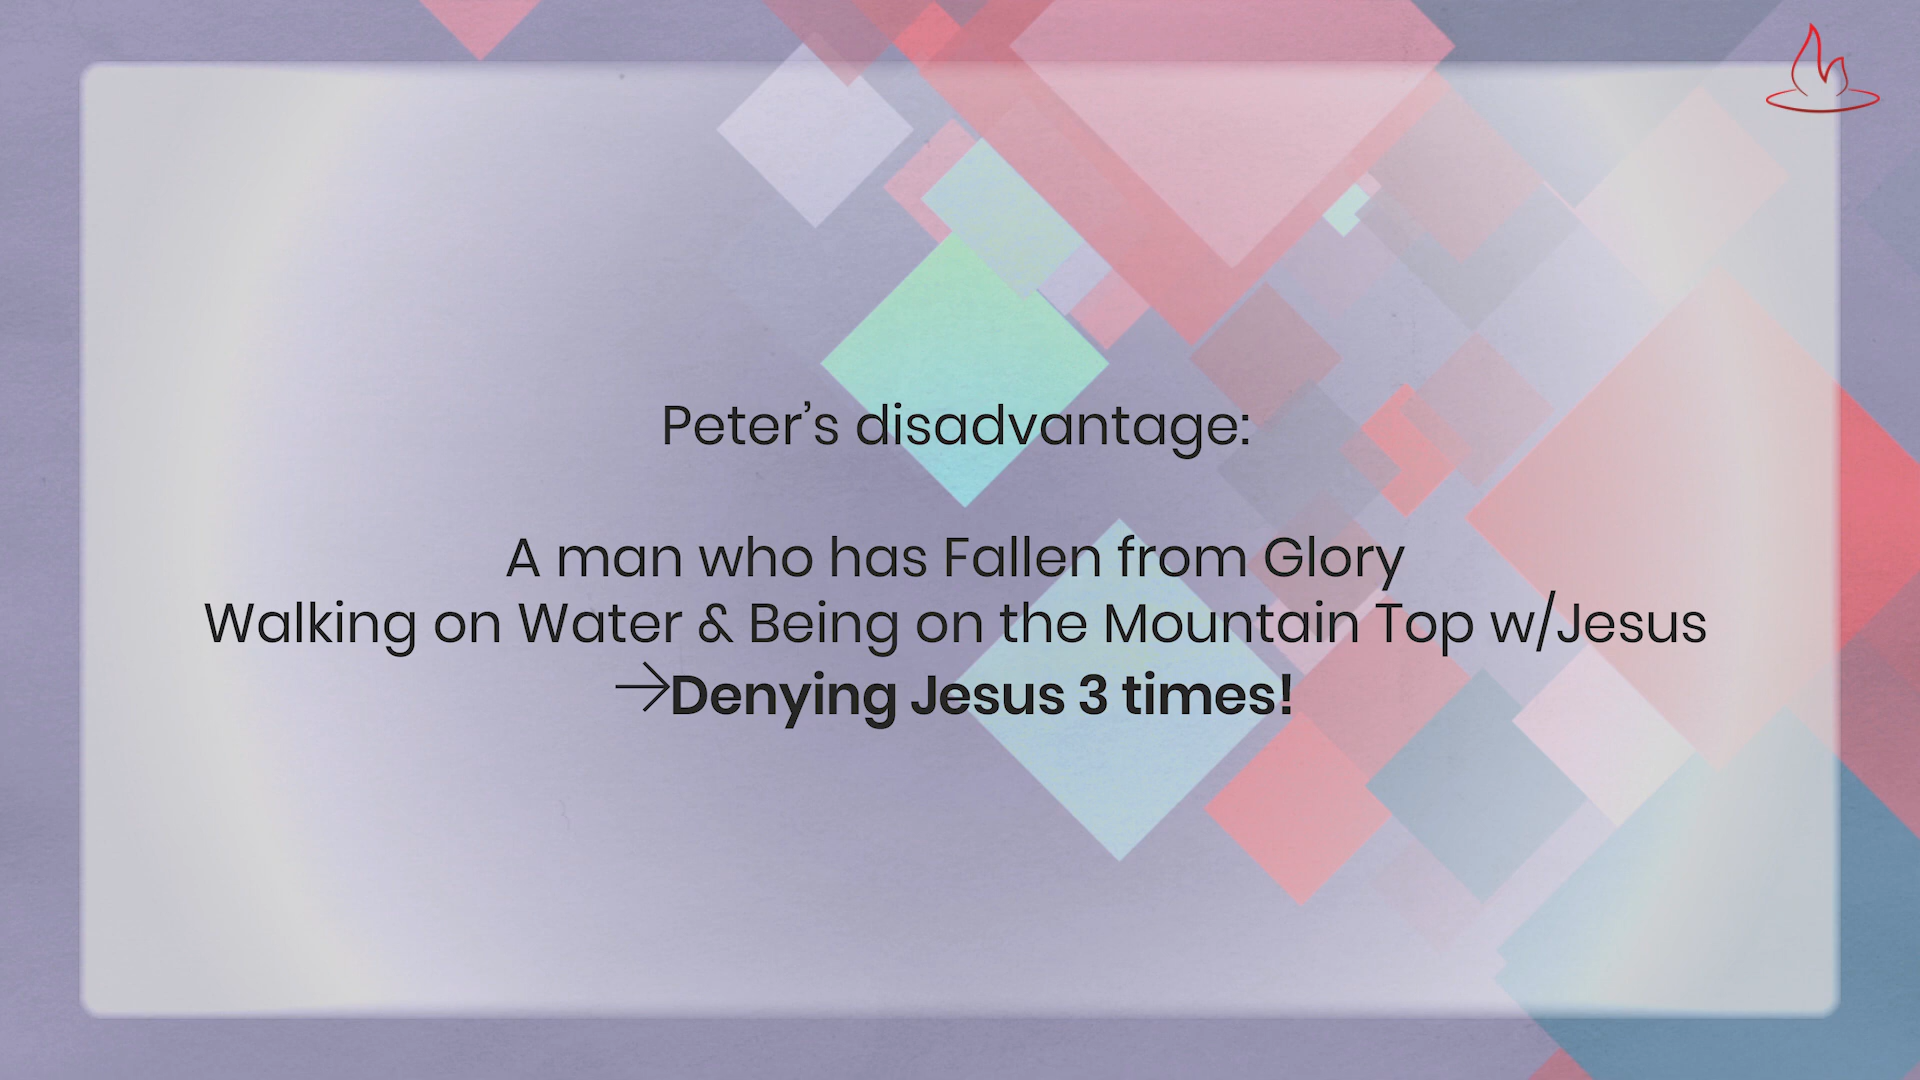 Peter’s disadvantage:
A man who has Fallen from Glory
Walking on Water & Being on the Mountain Top w/Jesus
→Denying Jesus 3 times!